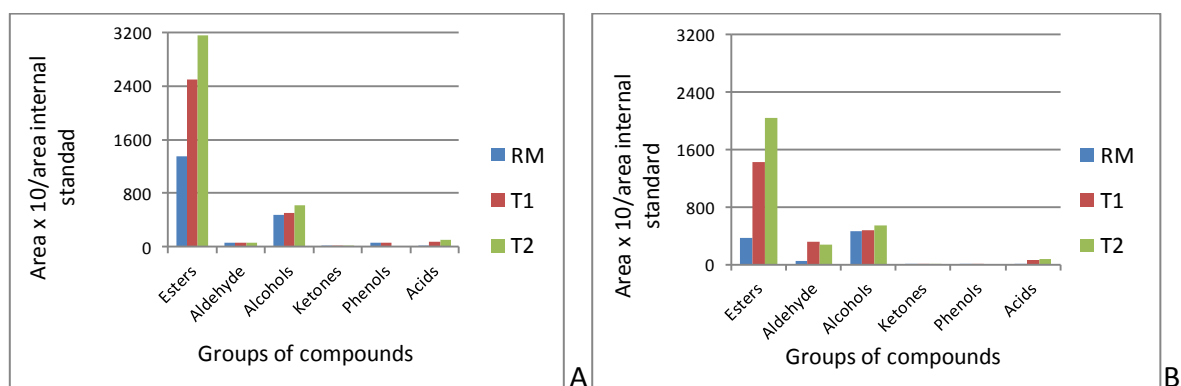 Area x 10/area internal
standad
3200
2400
1600
800
0
Esters
Aldehyde
Alcohols
Ketones
Phenols
Acids
Groups of compounds
RM
T1
T2
A
Area x 10/area internal
standard
3200
2400
1600
800
0
Esters
Aldehyde
Alcohols
Ketones
Phenols
Acids
Groups of compounds
RM
T1
T2
B